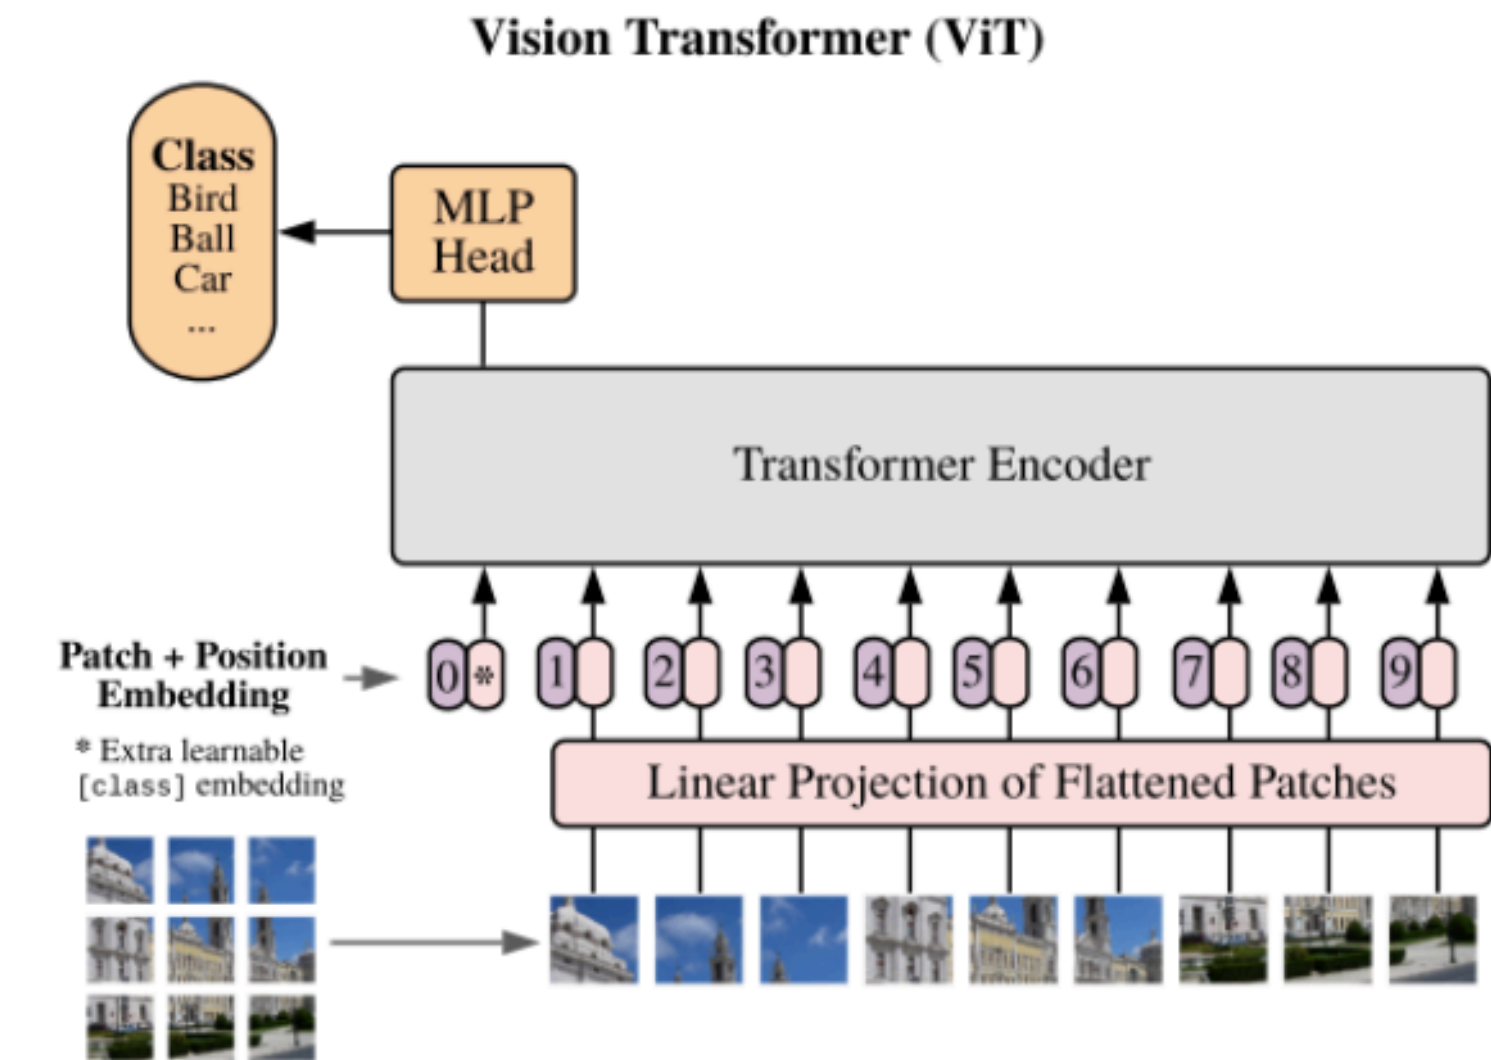 Vision Transformer (ViT)
Class
Bird
Ball
Car
...
MLP
Head
Transformer Encoder
Patch + Position
Embedding
0 * 1 2 3 4 5 6 7 8 9
* Extra learnable
[class] embedding
Linear Projection of Flattened Patches